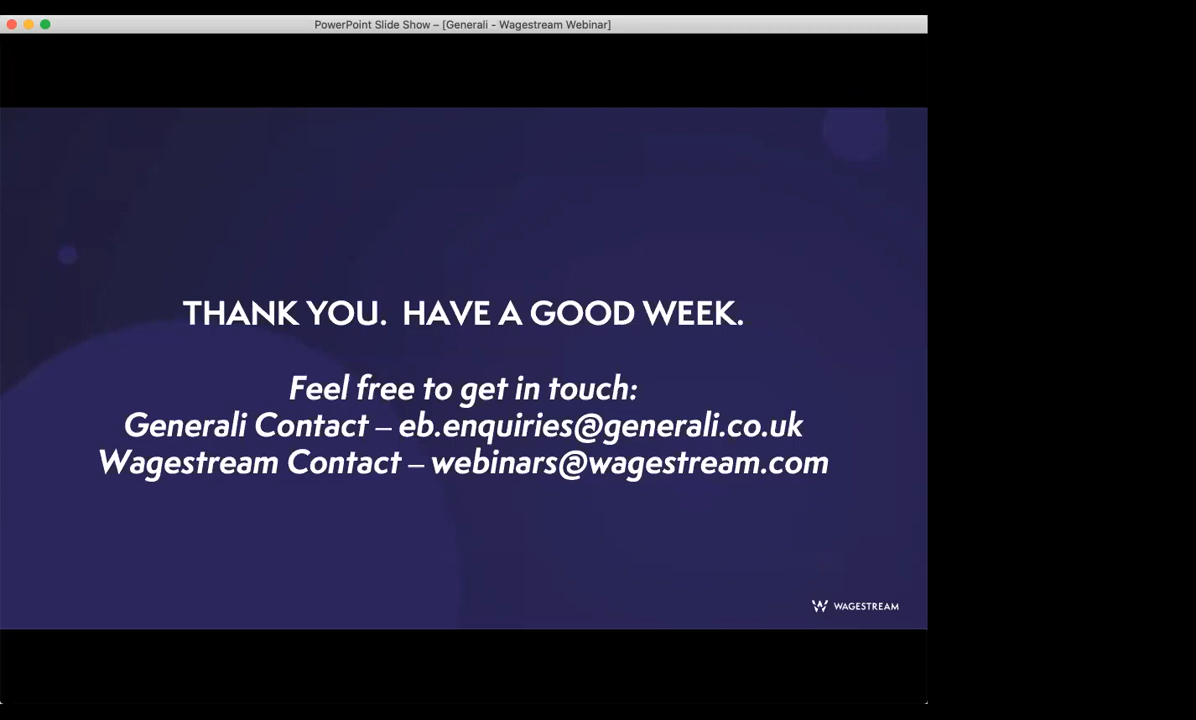 PowerPoint Slide Show – [Generali - Wagestream Webinar]
THANK YOU.  HAVE A GOOD WEEK.
Feel free to get in touch:
Generali Contact – eb.enquiries@generali.co.uk
Wagestream Contact – webinars@wagestream.com
WAGESTREAM